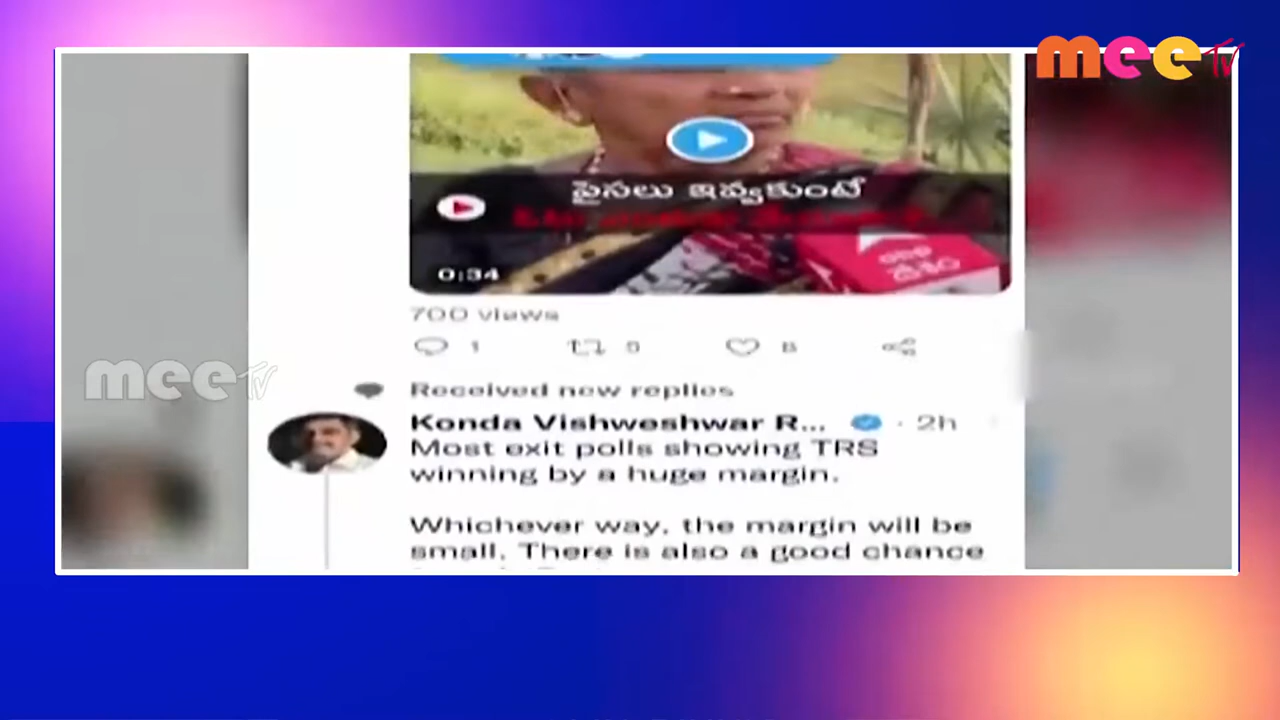 mee TV
పైసలు ఇవ్వకుంటే
0:34
700 views
1
Received new replies
Konda Vishweshwar R... · 2h
Most exit polls showing TRS
winning by a huge margin.
mee TV
Whichever way, the margin will be
small. There is also a good chance